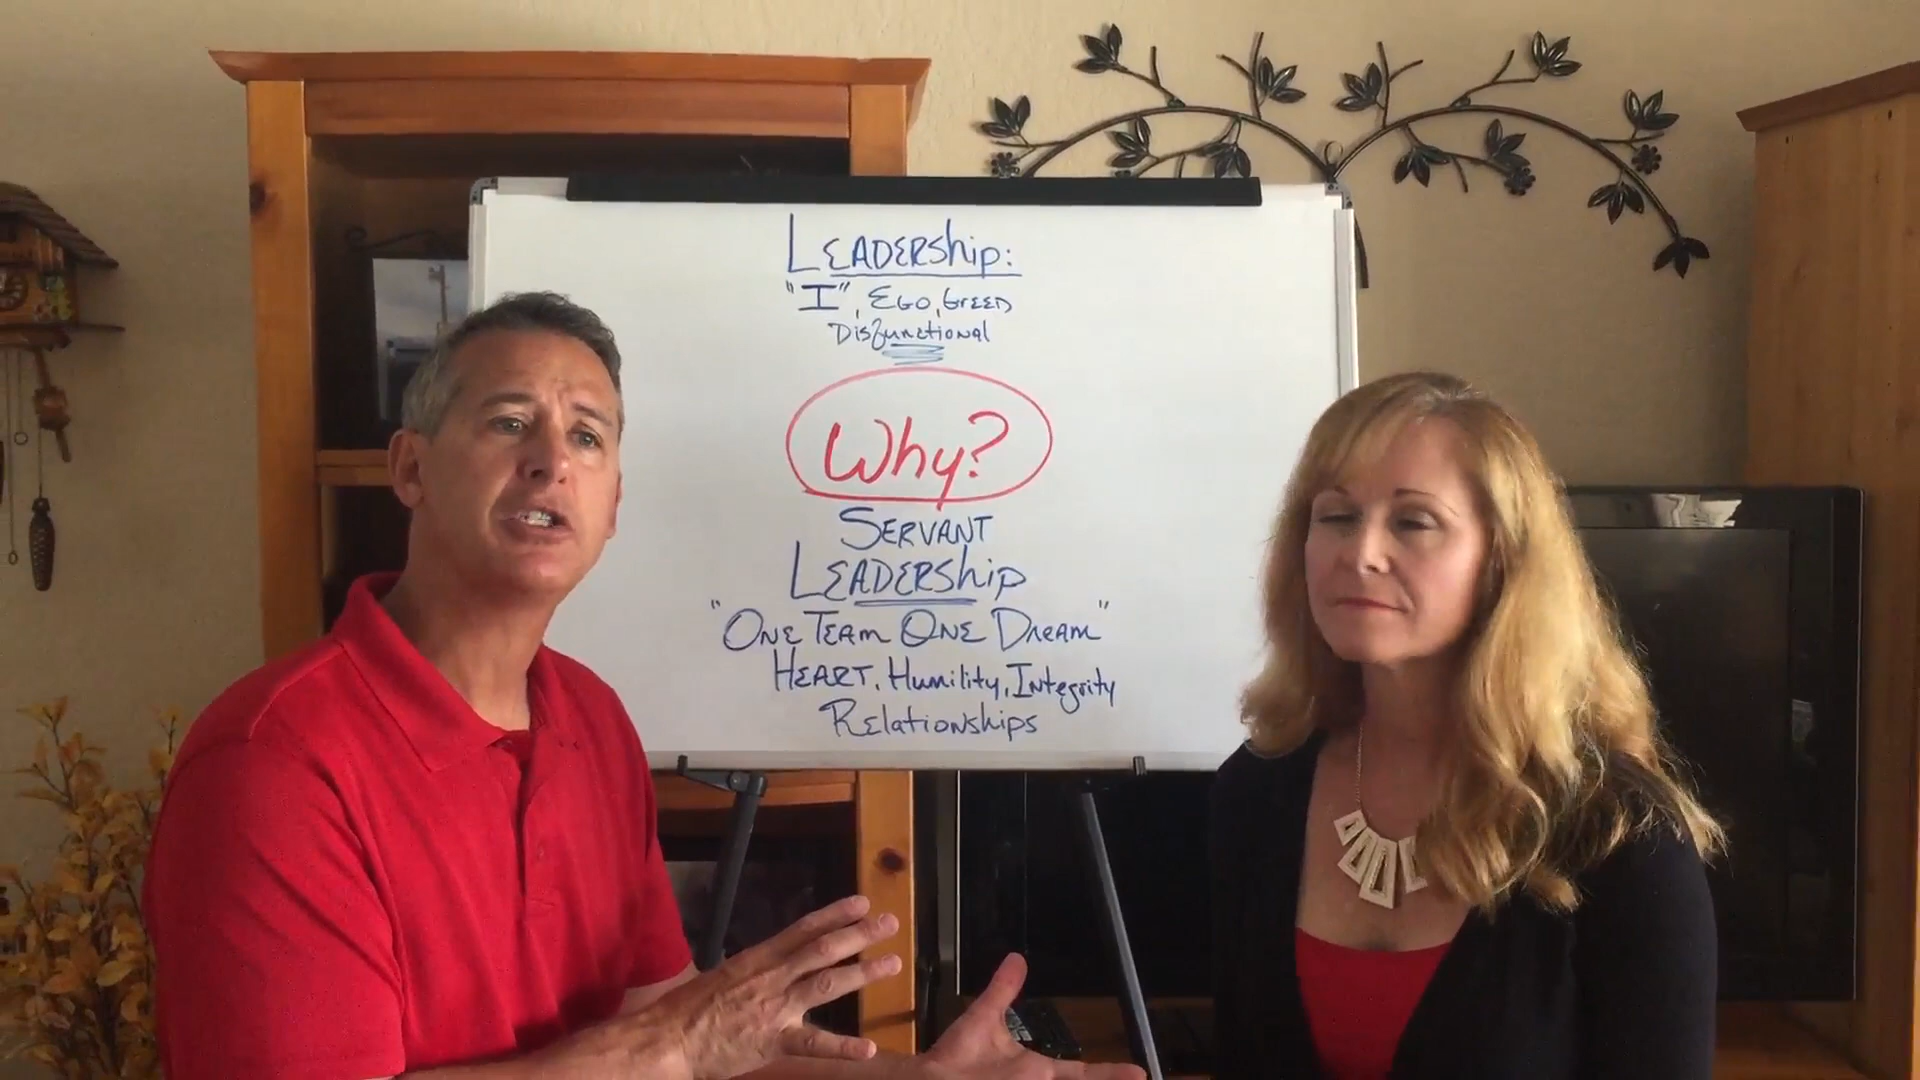 LEADERShip:
"I", EGO, GREED
Disfunctional
Why?
SERVANT
LEADERShip
"ONE TEAM ONE DREAM"
HEART, Humility, Integrity
Relationships